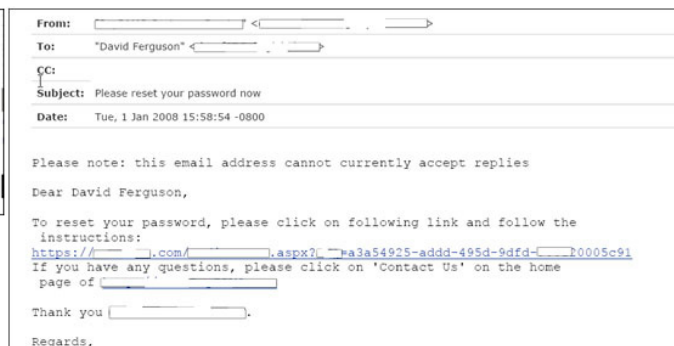 From: < >
To: "David Ferguson" < >
CC:
Subject: Please reset your password now
Date: Tue, 1 Jan 2008 15:58:54 -0800
Please note: this email address cannot currently accept replies
Dear David Ferguson,
To reset your password, please click on following link and follow the
instructions:
https:// .com/ .aspx? =a3a54925-addd-495d-9dfd- 20005c91
If you have any questions, please click on 'Contact Us' on the home
page of
Thank you .
Regards,